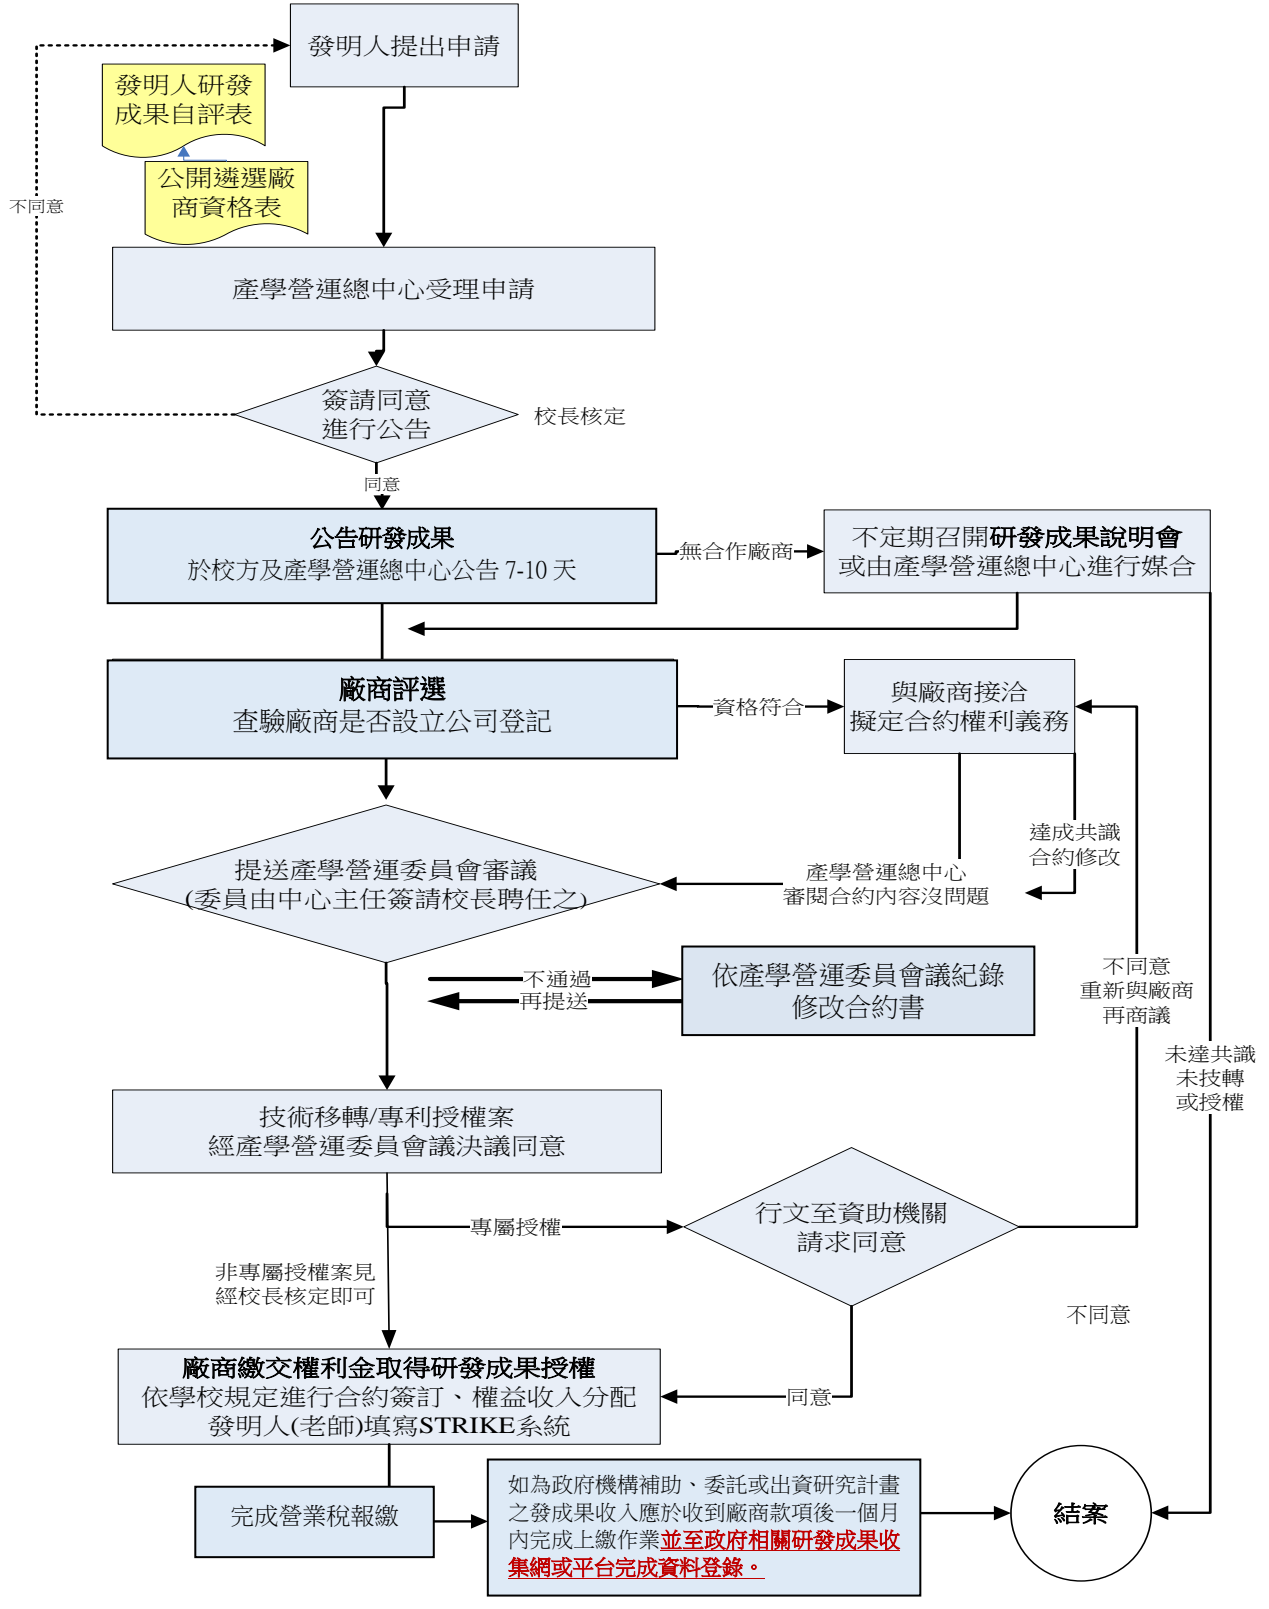 發明人提出申請
發明人研發
成果自評表
公開遴選廠
商資格表
不同意
產學營運總中心受理申請
簽請同意
進行公告
校長核定
同意
公告研發成果
於校方及產學營運總中心公告 7-10 天
無合作廠商
不定期召開研發成果說明會
或由產學營運總中心進行媒合
廠商評選
查驗廠商是否設立公司登記
資格符合
與廠商接洽
擬定合約權利義務
達成共識
合約修改
產學營運總中心
審閱合約內容沒問題
提送產學營運委員會審議
(委員由中心主任簽請校長聘任之)
不通過
再提送
依產學營運委員會議紀錄
修改合約書
不同意
重新與廠商
再商議
未達共識
未技轉
或授權
技術移轉/專利授權案
經產學營運委員會議決議同意
專屬授權
行文至資助機關
請求同意
非專屬授權案見
經校長核定即可
不同意
廠商繳交權利金取得研發成果授權
依學校規定進行合約簽訂、權益收入分配
發明人(老師)填寫STRIKE系統
同意
完成營業稅報繳
如為政府機構補助、委託或出資研究計畫
之發成果收入應於收到廠商款項後一個月
內完成上繳作業並至政府相關研發成果收
集網或平台完成資料登錄。
結案